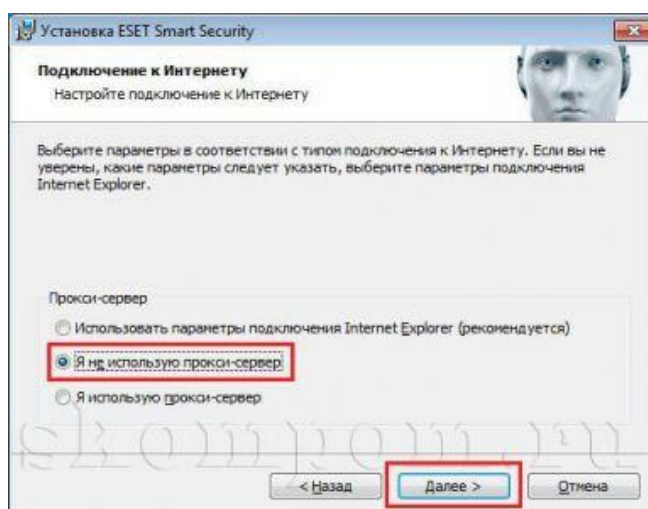 Установка ESET Smart Security
Подключение к Интернету
Настройте подключение к Интернету
Выберите параметры в соответствии с типом подключения к Интернету. Если вы не
уверены, какие параметры следует указать, выберите параметры подключения
Internet Explorer.
Прокси-сервер
Использовать параметры подключения Internet Explorer (рекомендуется)
Я не использую прокси-сервер
Я использую прокси-сервер
skompom.ru
< Назад
Далее >
Отмена